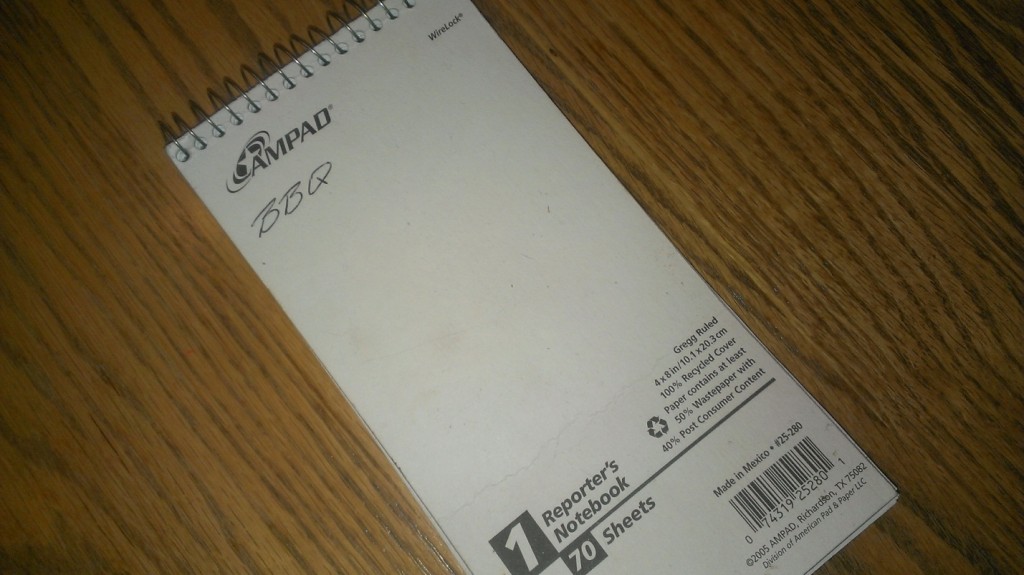 WireLock®
AMPAD®
BBQ
Gregg Ruled
4 x 8 in/10.1 x 20.3 cm
100% Recycled Cover
Paper contains at least
50% Wastepaper with
40% Post Consumer Content
1 Reporter's
Notebook
70 Sheets
Made in Mexico * #25-280
0 74319 25280 1
©2005 AMPAD, Richardson, TX 75082
Division of American Pad & Paper LLC